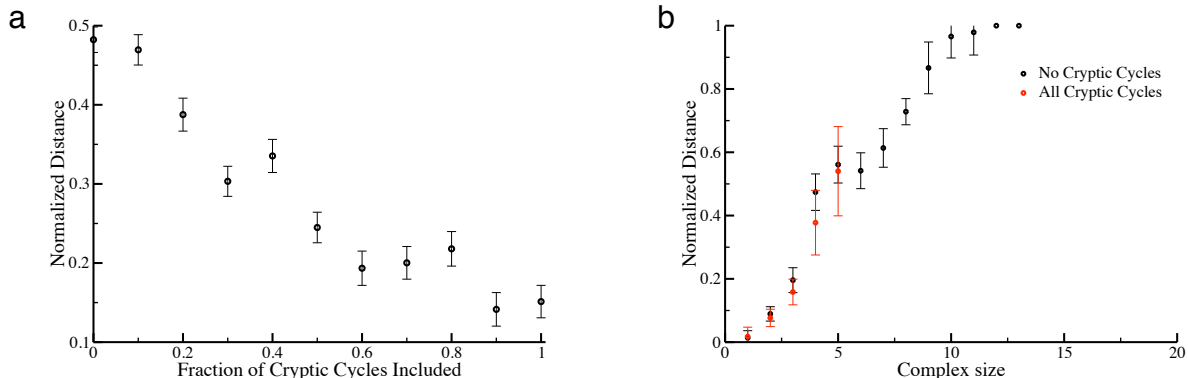 a
0.5
0.4
0.3
0.2
0.1
Normalized Distance
0 0.2 0.4 0.6 0.8 1
Fraction of Cryptic Cycles Included
b
1
0.8
0.6
0.4
0.2
0
Normalized Distance
No Cryptic Cycles
All Cryptic Cycles
0 5 10 15 20
Complex size